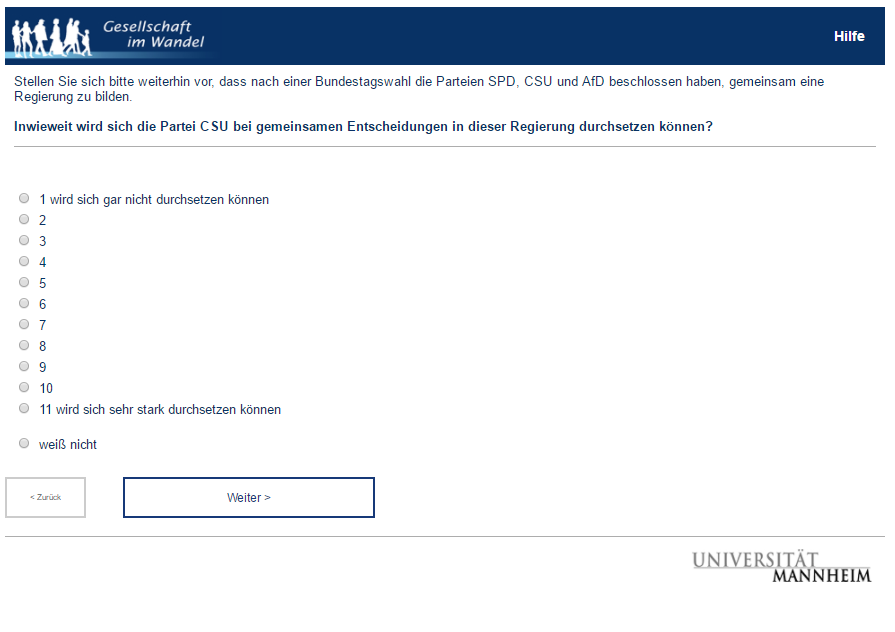 Gesellschaft
im Wandel
Hilfe
Stellen Sie sich bitte weiterhin vor, dass nach einer Bundestagswahl die Parteien SPD, CSU und AfD beschlossen haben, gemeinsam eine
Regierung zu bilden.
Inwieweit wird sich die Partei CSU bei gemeinsamen Entscheidungen in dieser Regierung durchsetzen können?
1 wird sich gar nicht durchsetzen können
2
3
4
5
6
7
8
9
10
11 wird sich sehr stark durchsetzen können
weiß nicht
< Zurück
Weiter >
UNIVERSITÄT
MANNHEIM